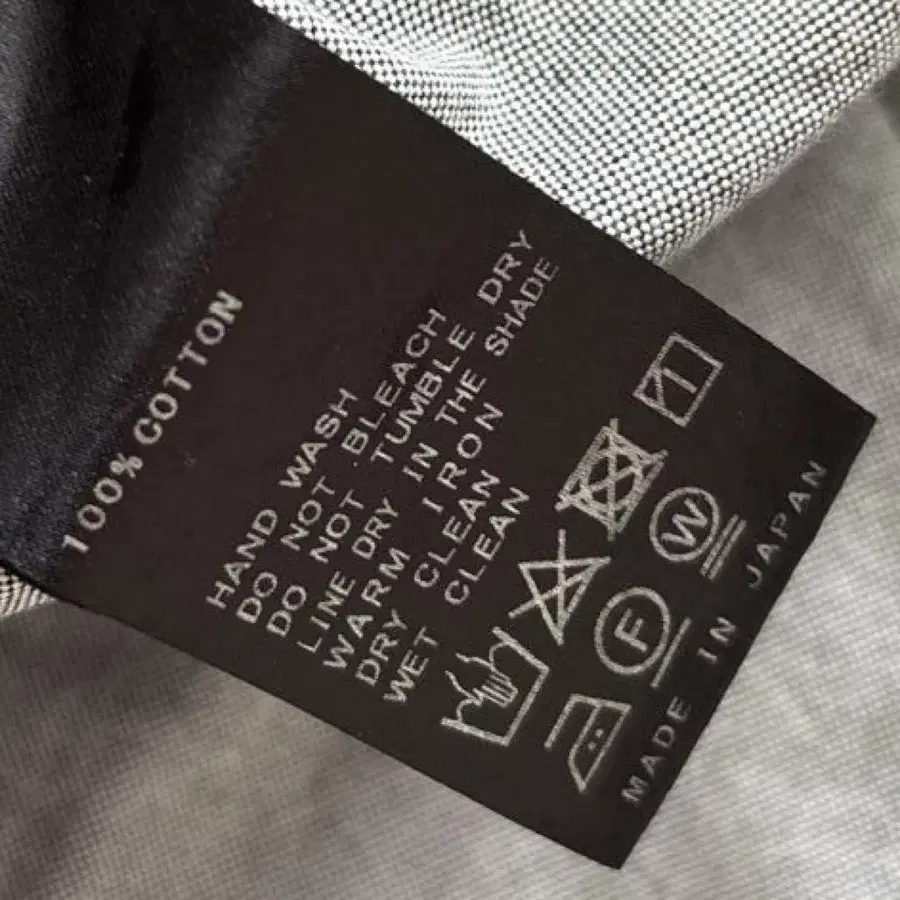 100% COTTON
HAND WASH
DO NOT BLEACH
DO NOT TUMBLE DRY
LINE DRY IN THE SHADE
WARM IRON
DRY CLEAN
WET CLEAN
W
F
MADE IN JAPAN